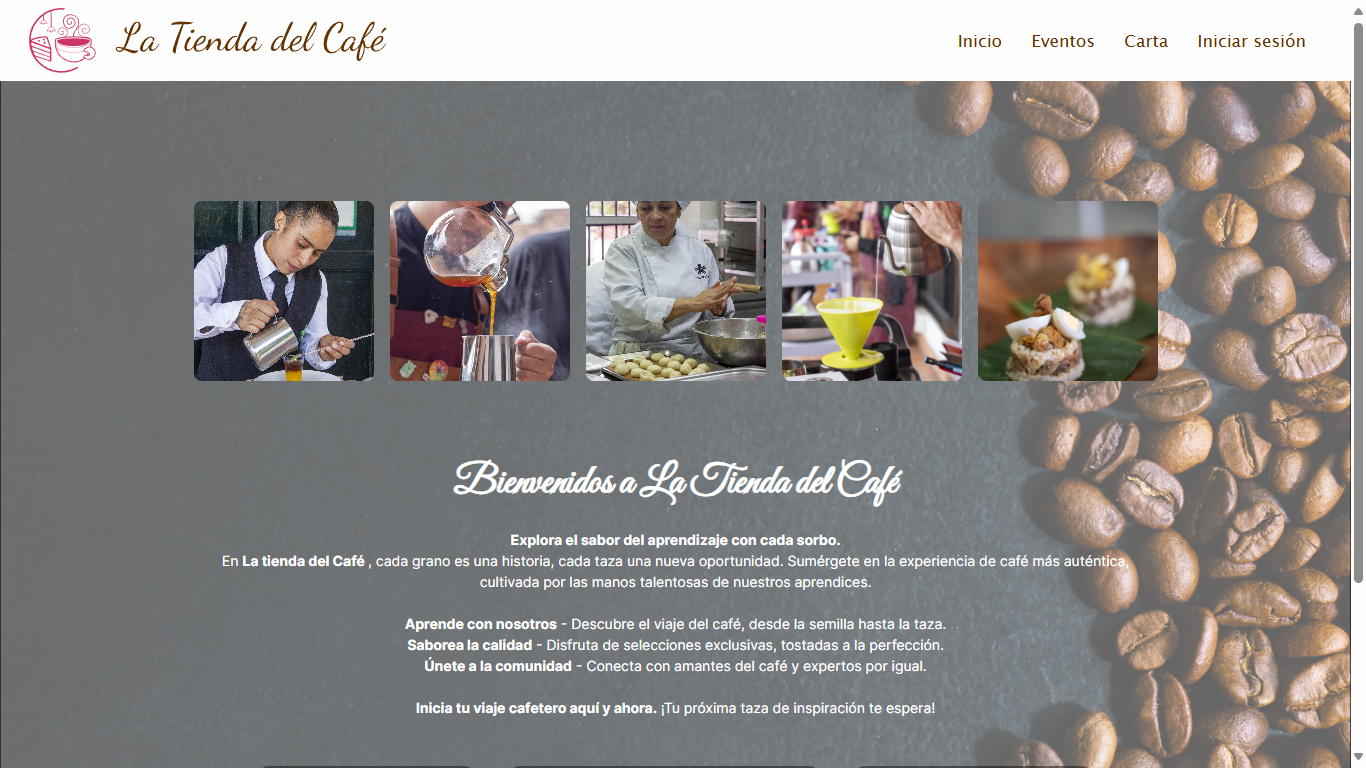 La Tienda del Café
Inicio
Eventos
Carta
Iniciar sesión
Bienvenidos a La Tienda del Café
Explora el sabor del aprendizaje con cada sorbo.
En La tienda del Café , cada grano es una historia, cada taza una nueva oportunidad. Sumérgete en la experiencia de café más auténtica,
cultivada por las manos talentosas de nuestros aprendices.
Aprende con nosotros - Descubre el viaje del café, desde la semilla hasta la taza.
Saborea la calidad - Disfruta de selecciones exclusivas, tostadas a la perfección.
Únete a la comunidad - Conecta con amantes del café y expertos por igual.
Inicia tu viaje cafetero aquí y ahora. ¡Tu próxima taza de inspiración te espera!